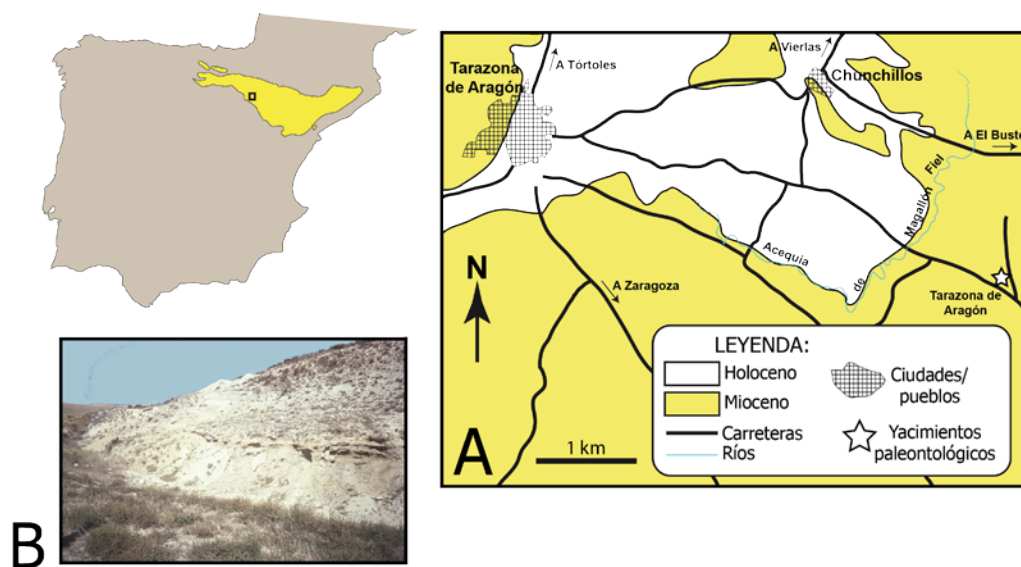 A Tórtoles
A Vierlas
Tarazona
de Aragón
Chunchillos
A El Busto
Acequia de Magallón Fiel
N
A Zaragoza
Tarazona de
Aragón
LEYENDA:
Holoceno
Mioceno
Carreteras
Ríos
Ciudades/
pueblos
Yacimientos
paleontológicos
A
1 km
B